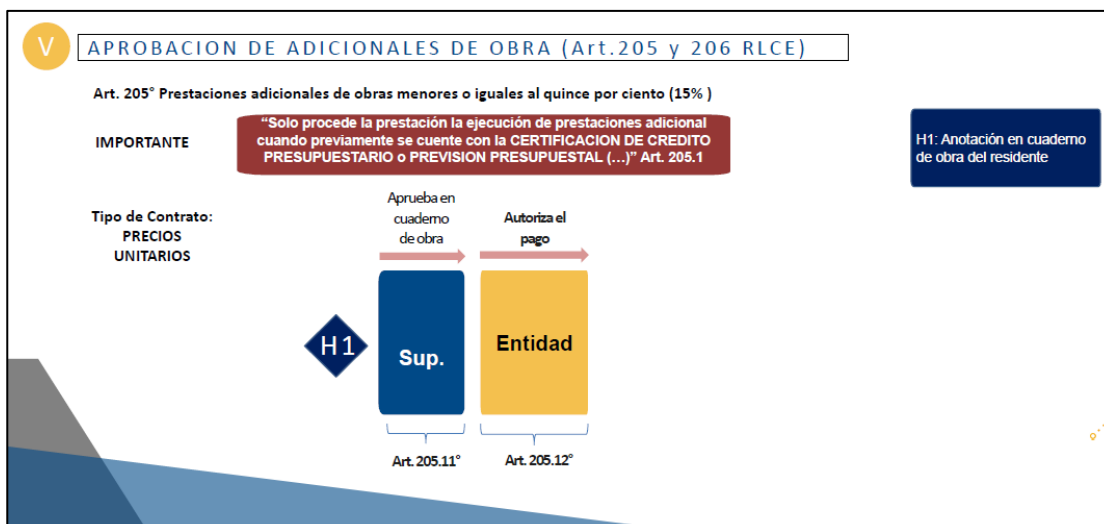 V
APROBACION DE ADICIONALES DE OBRA (Art.205 y 206 RLCE)
Art. 205° Prestaciones adicionales de obras menores o iguales al quince por ciento (15% )
IMPORTANTE
“Solo procede la prestación la ejecución de prestaciones adicional
cuando previamente se cuente con la CERTIFICACION DE CREDITO
PRESUPUESTARIO o PREVISION PRESUPUESTAL (…)” Art. 205.1
H1: Anotación en cuaderno
de obra del residente
Tipo de Contrato:
PRECIOS
UNITARIOS
Aprueba en
cuaderno
de obra
Autoriza el
pago
H1
Sup.
Entidad
Art. 205.11°
Art. 205.12°